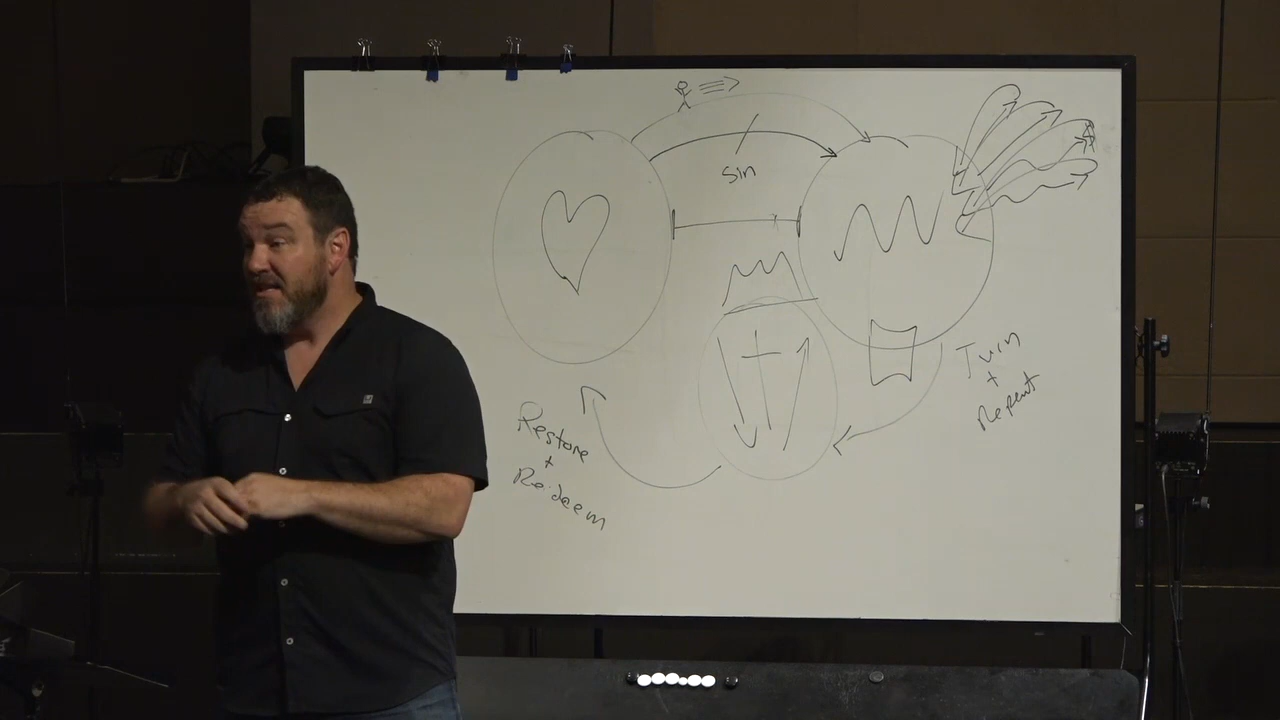 sin
Turn
+
Repent
Restore
+
Redeem